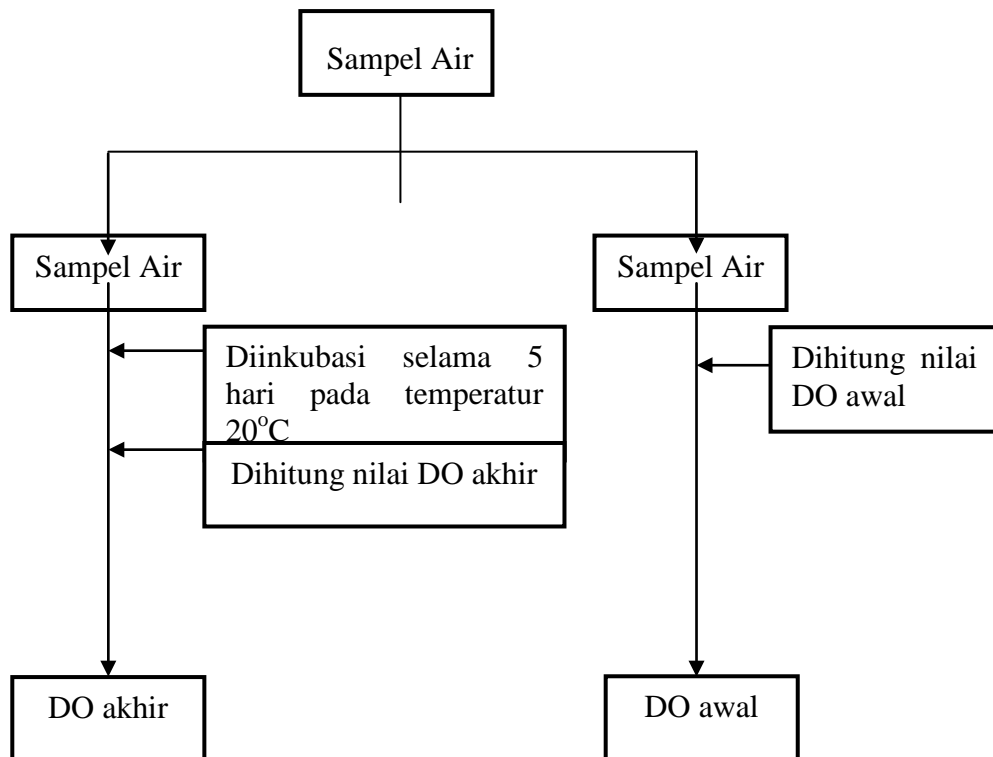 Sampel Air
Sampel Air
Sampel Air
Diinkubasi selama 5
hari pada temperatur
20°C
Dihitung nilai DO akhir
Dihitung nilai
DO awal
DO akhir
DO awal